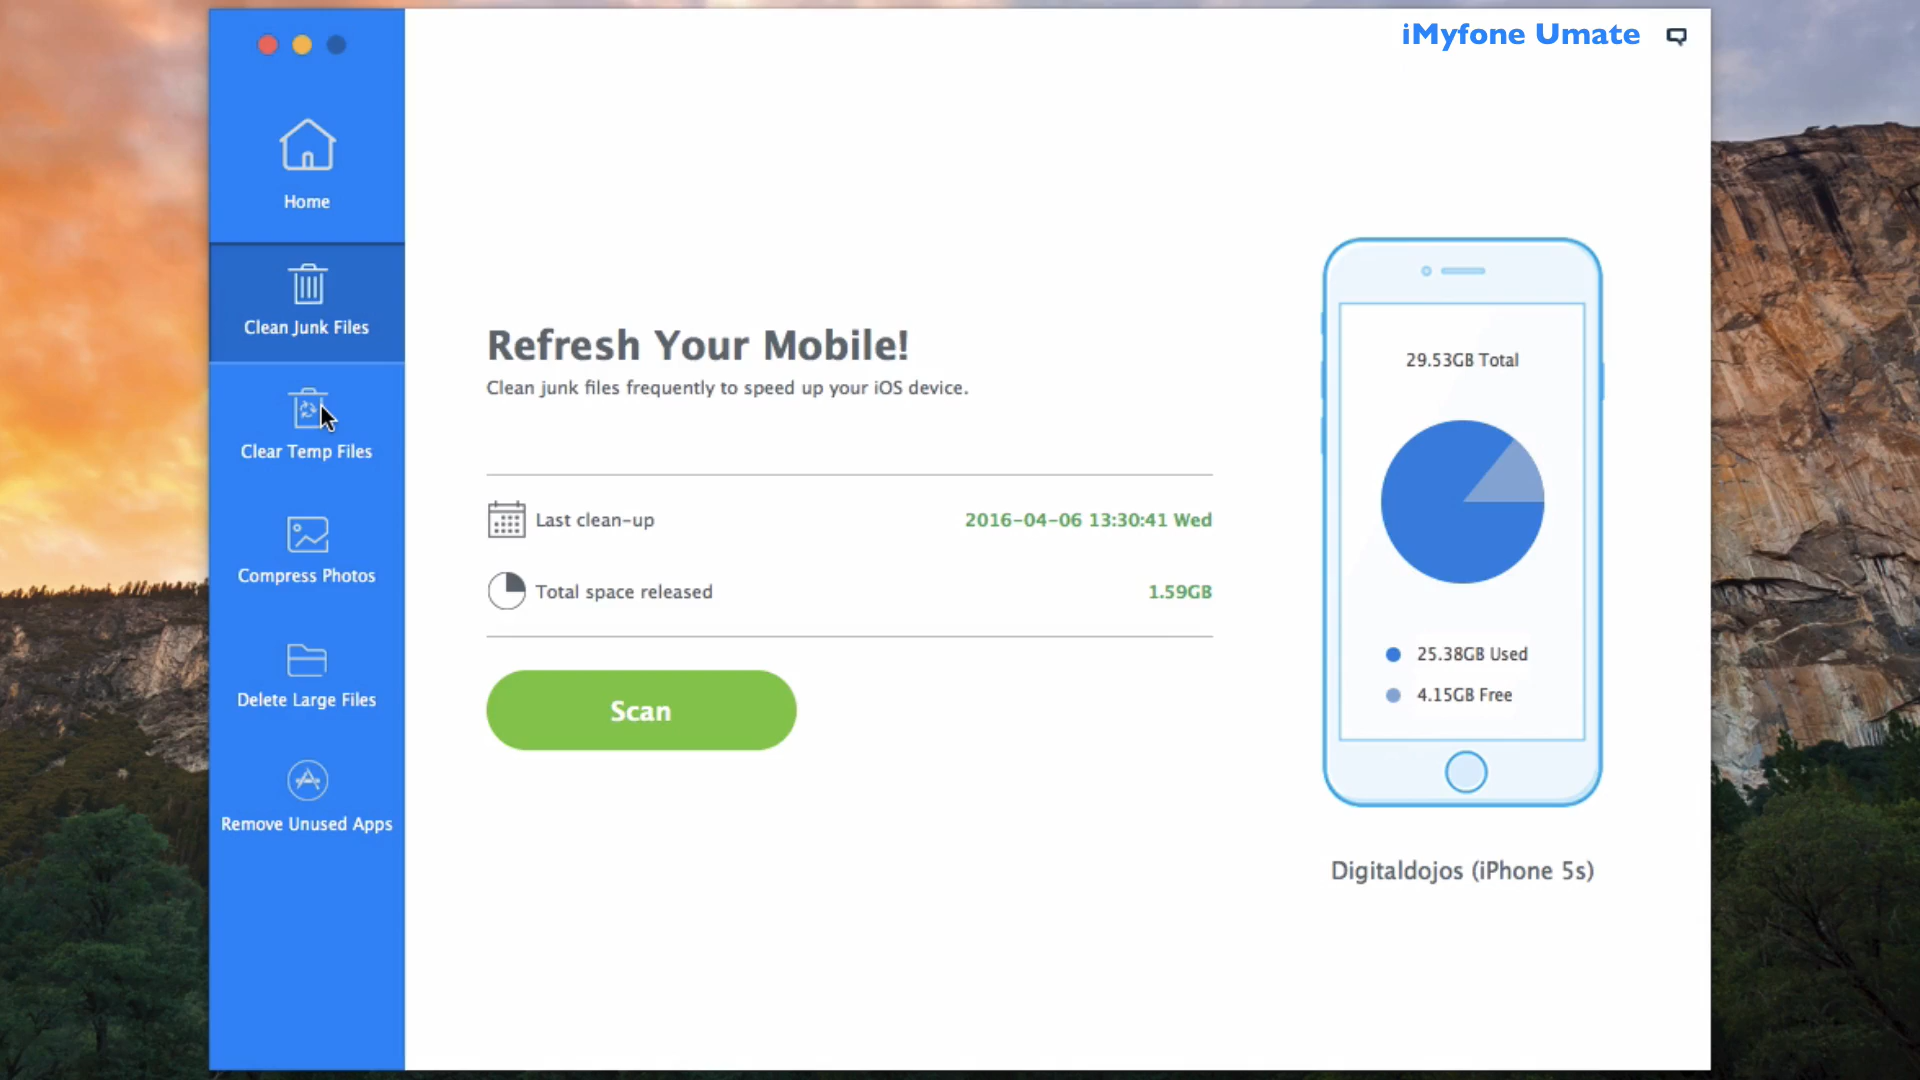 iMyfone Umate
Home
Clean Junk Files
Clear Temp Files
Compress Photos
Delete Large Files
Remove Unused Apps
Refresh Your Mobile!
Clean junk files frequently to speed up your iOS device.
Last clean-up 2016-04-06 13:30:41 Wed
Total space released 1.59GB
Scan
29.53GB Total
25.38GB Used
4.15GB Free
Digitaldojos (iPhone 5s)